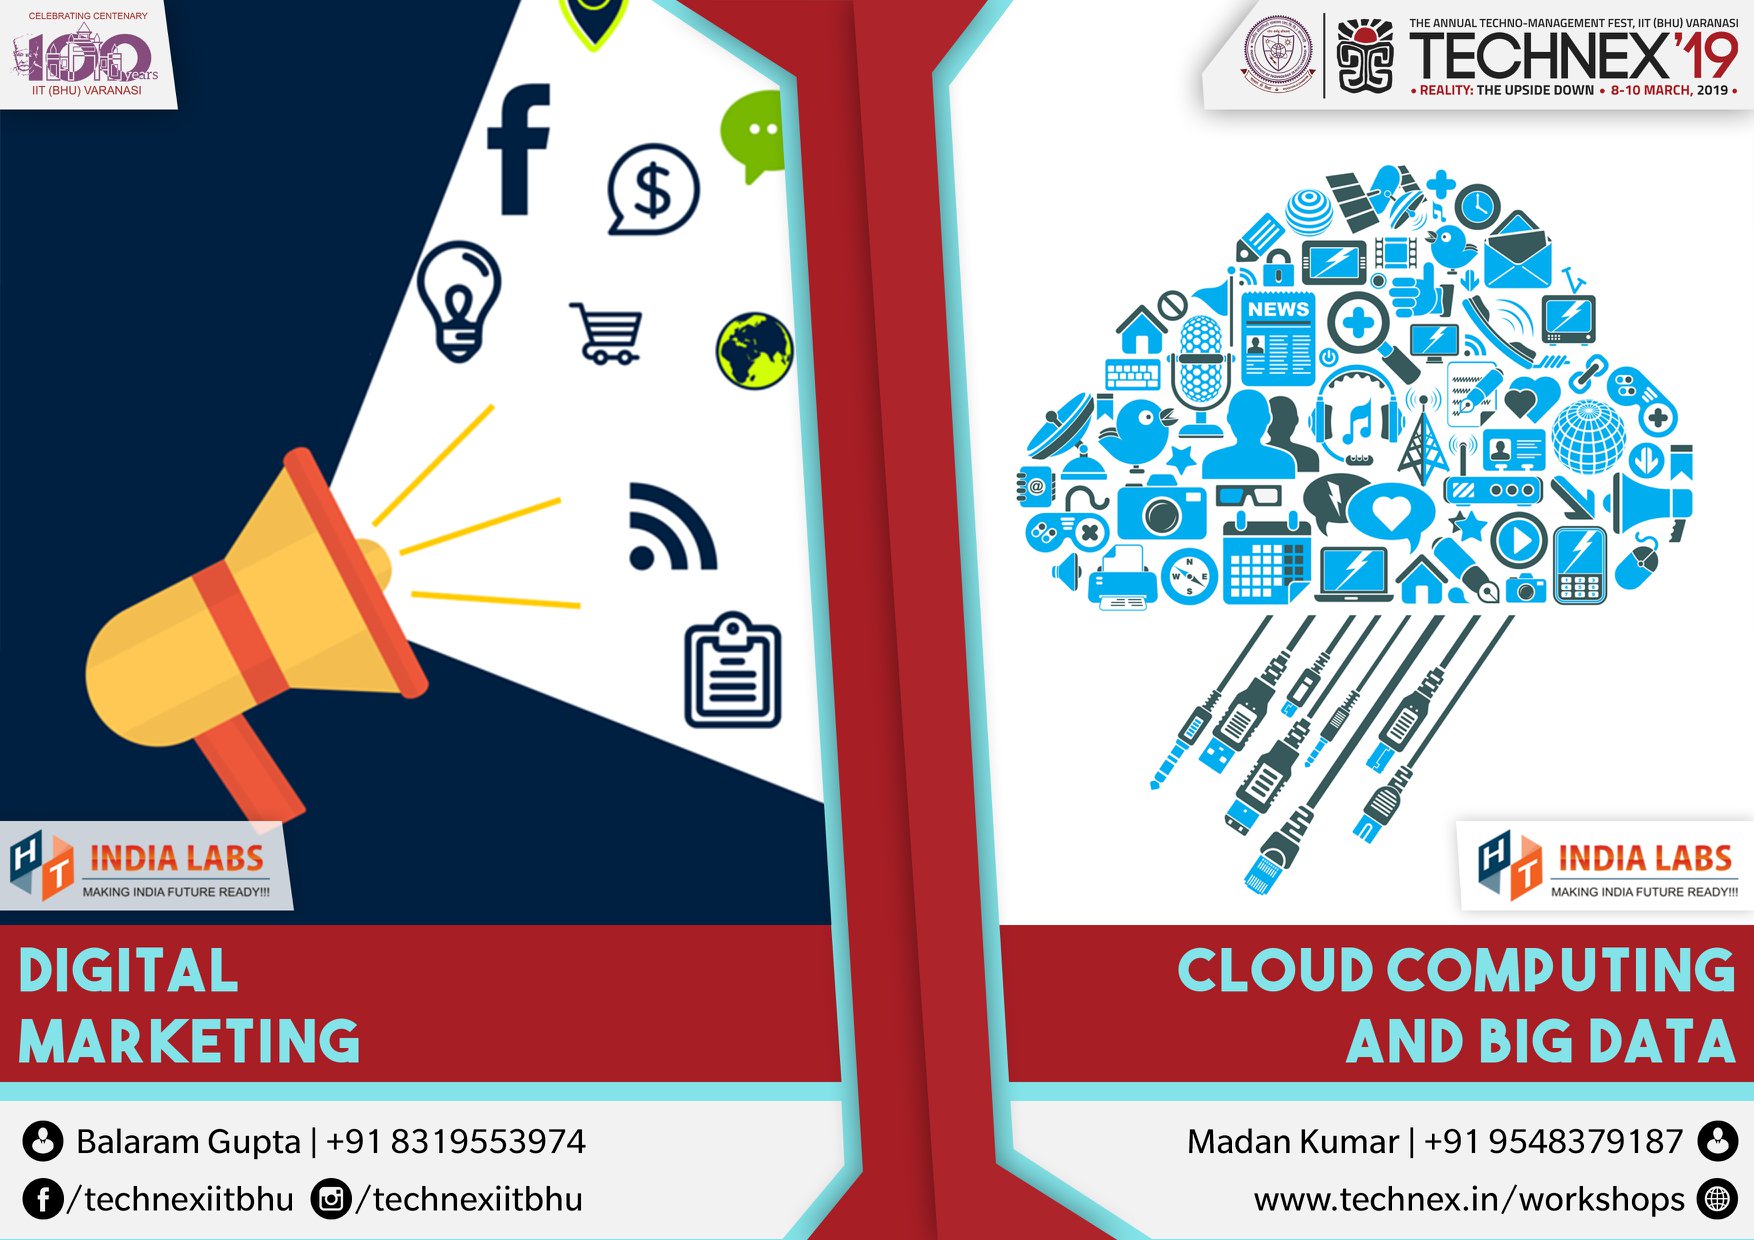 CELEBRATING CENTENARY
100 years
IIT (BHU) VARANASI
THE ANNUAL TECHNO-MANAGEMENT FEST, IIT (BHU) VARANASI
TECHNEX'19
• REALITY: THE UPSIDE DOWN • 8-10 MARCH, 2019 •
f
$
NEWS
@
N
W E
S
HT INDIA LABS
MAKING INDIA FUTURE READY!!!
HT INDIA LABS
MAKING INDIA FUTURE READY!!!
DIGITAL
MARKETING
CLOUD COMPUTING
AND BIG DATA
Balaram Gupta | +91 8319553974
f/technexiitbhu /technexiitbhu
Madan Kumar | +91 9548379187
www.technex.in/workshops